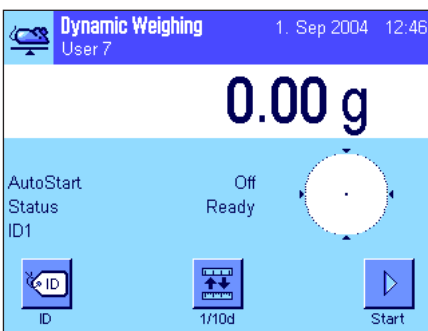 Dynamic Weighing 1. Sep 2004 12:46
User 7
0.00 g
AutoStart Off
Status Ready
ID1
ID
ID 1/10d Start